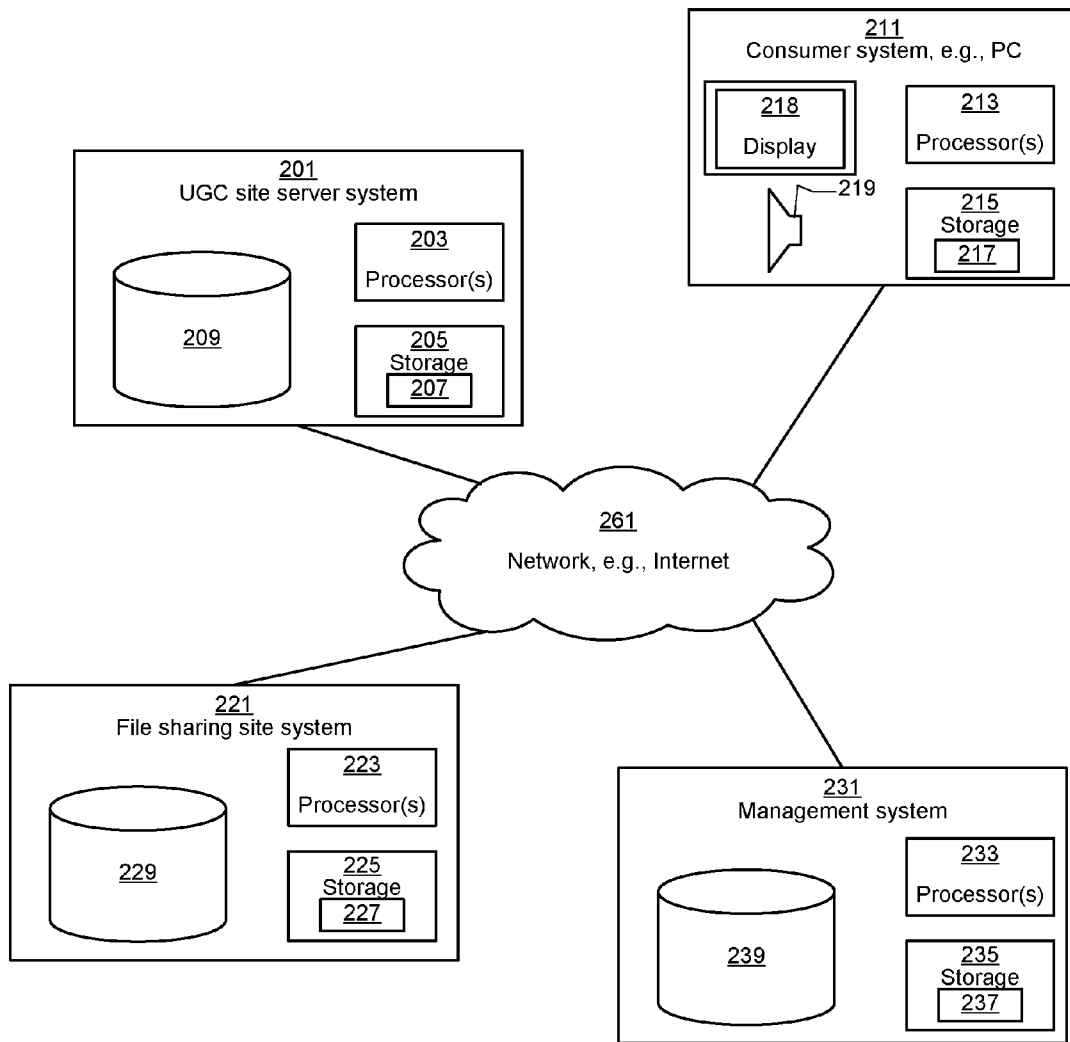 211
Consumer system, e.g., PC
218
Display
213
Processor(s)
219
215
Storage
217
201
UGC site server system
203
Processor(s)
209
205
Storage
207
261
Network, e.g., Internet
221
File sharing site system
223
Processor(s)
229
225
Storage
227
231
Management system
233
Processor(s)
239
235
Storage
237